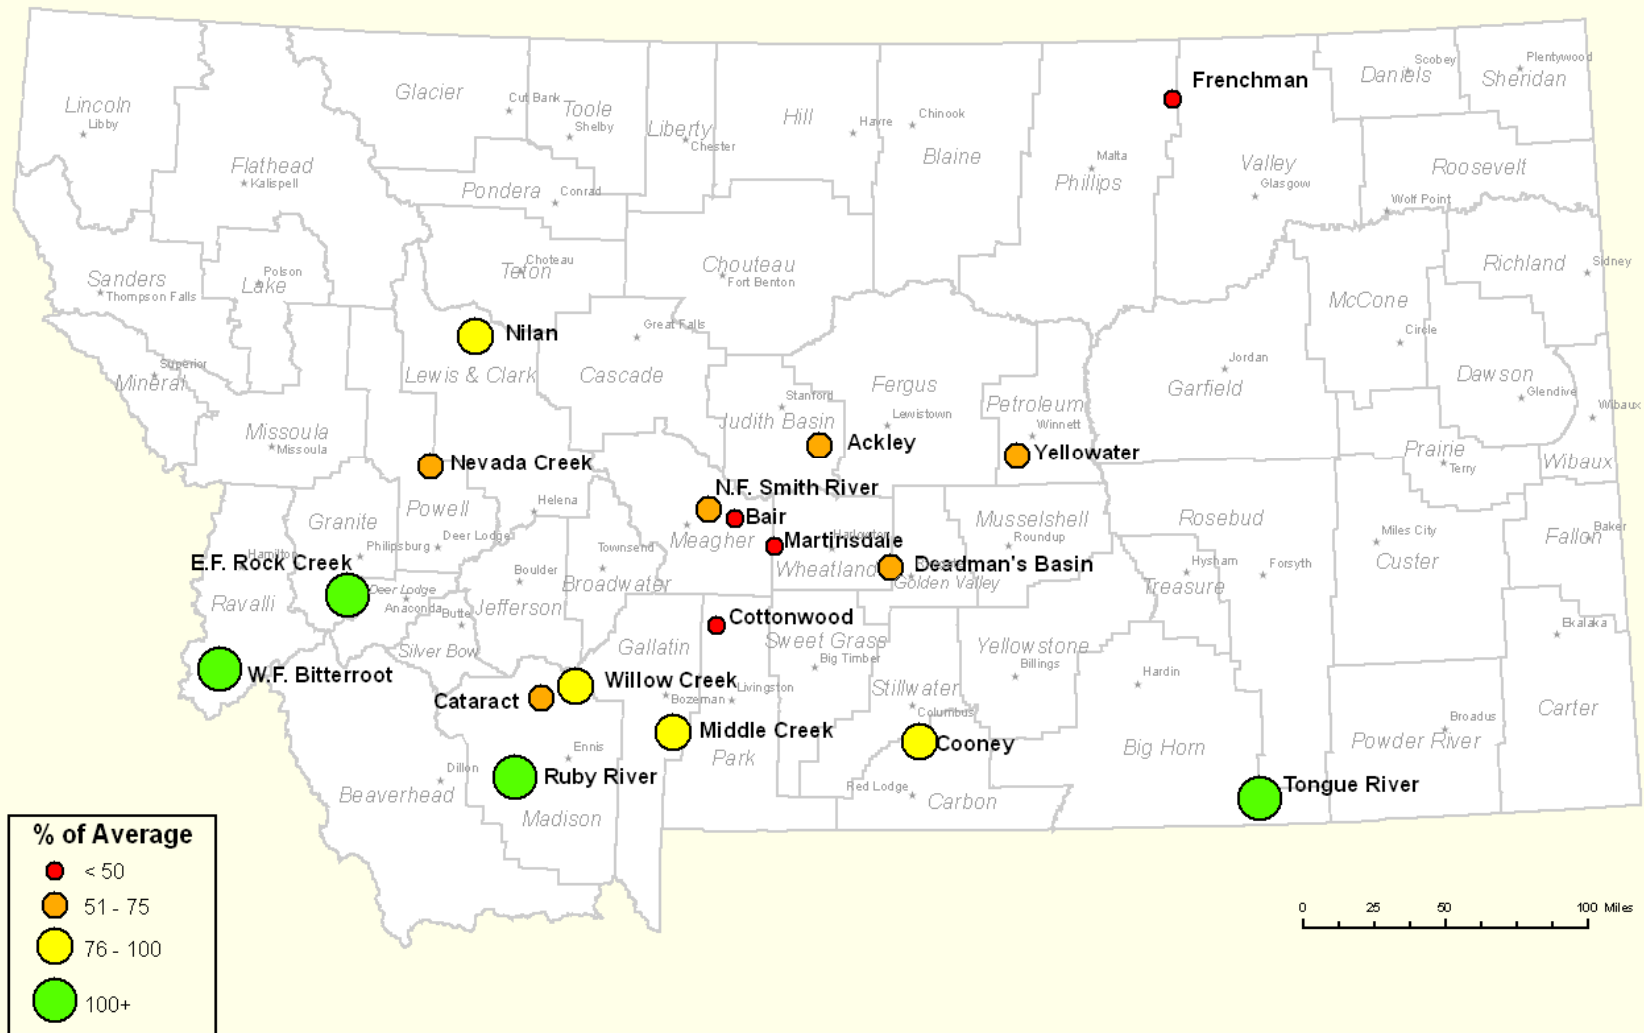 Frenchman
Scobey
Daniels
Plentywood
Sheridan
Lincoln
Libby
Glacier
Cut Bank
Toole
Shelby
Liberty
Chester
Hill
Havre
Chinook
Blaine
Malta
Phillips
Valley
Glasgow
Roosevelt
Wolf Point
Flathead
Kalispell
Pondera
Conrad
Sanders
Thompson Falls
Polson
Lake
Choteau
Teton
Chouteau
Fort Benton
Richland
Sidney
McCone
Circle
Nilan
Great Falls
Superior
Mineral
Lewis & Clark
Cascade
Fergus
Lewistown
Stanford
Judith Basin
Petroleum
Winnett
Jordan
Garfield
Dawson
Glendive
Wibaux
Missoula
Missoula
Ackley
Yellowater
Prairie
Terry
Wibaux
Nevada Creek
N.F. Smith River
Bair
Helena
Powell
Deer Lodge
Granite
Philipsburg
Meagher
Martinsdale
Harlowton
Wheatland
Deadman's Basin
Golden Valley
Musselshell
Roundup
Rosebud
Miles City
Custer
Fallon
Baker
Hamilton
E.F. Rock Creek
Ravalli
Deer Lodge
Anaconda
Butte
Silver Bow
Boulder
Jefferson
Townsend
Broadwater
Treasure
Hysham
Forsyth
Cottonwood
Gallatin
Sweet Grass
Big Timber
Yellowstone
Billings
Hardin
Ekalaka
W.F. Bitterroot
Willow Creek
Cataract
Bozeman
Livingston
Stillwater
Columbus
Middle Creek
Park
Cooney
Big Horn
Broadus
Powder River
Carter
Ennis
Dillon
Ruby River
Beaverhead
Madison
Red Lodge
Carbon
Tongue River
% of Average
< 50
51 - 75
76 - 100
100+
0 25 50 100 Miles